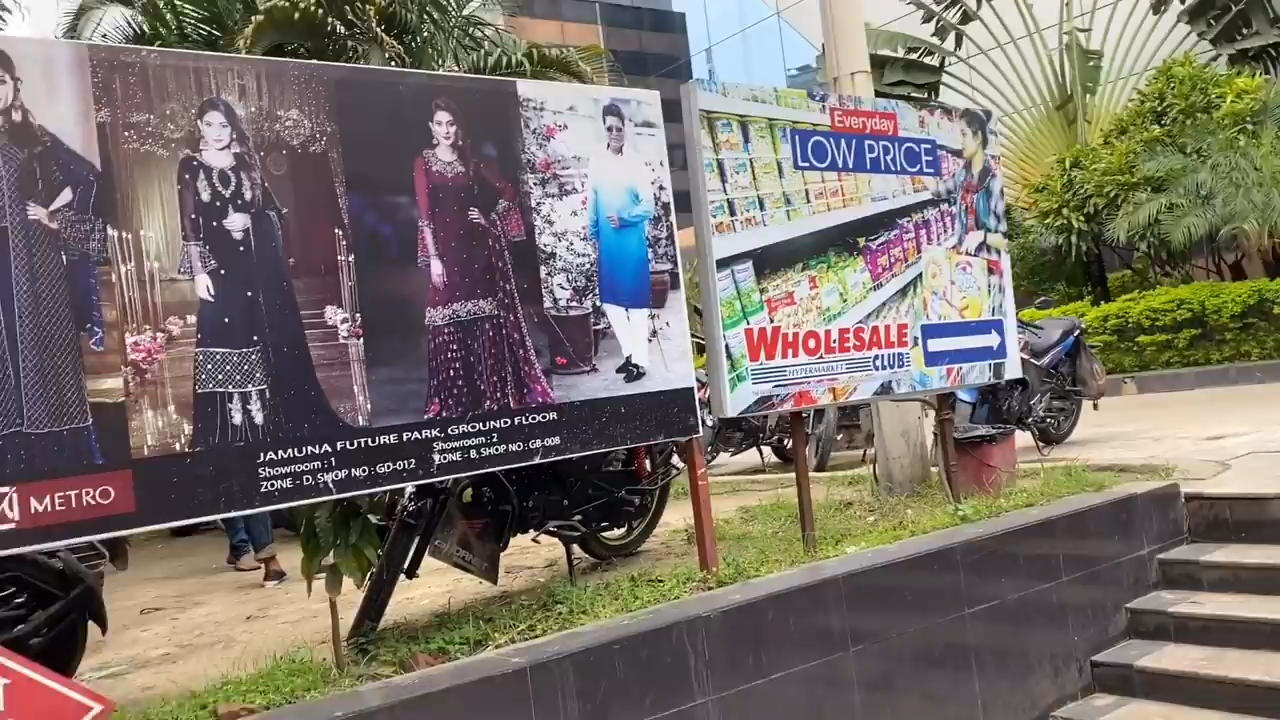 JAMUNA FUTURE PARK, GROUND FLOOR
Showroom : 1
ZONE - D, SHOP NO : GD-012
Showroom : 2
ZONE - B, SHOP NO : GB-008
METRO
Everyday
LOW PRICE
WHOLESALE
HYPERMARKET CLUB